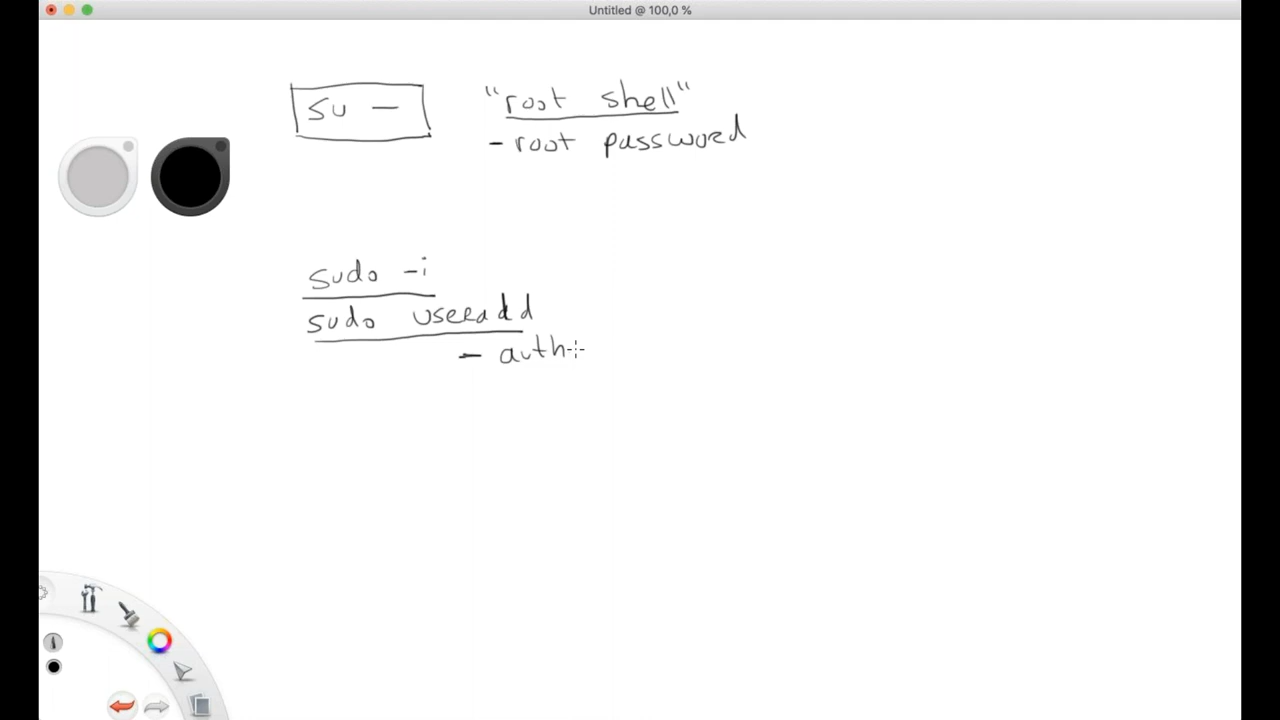 Untitled @ 100,0 %
su - "root shell"
- root password
sudo -i
sudo useradd
- auth